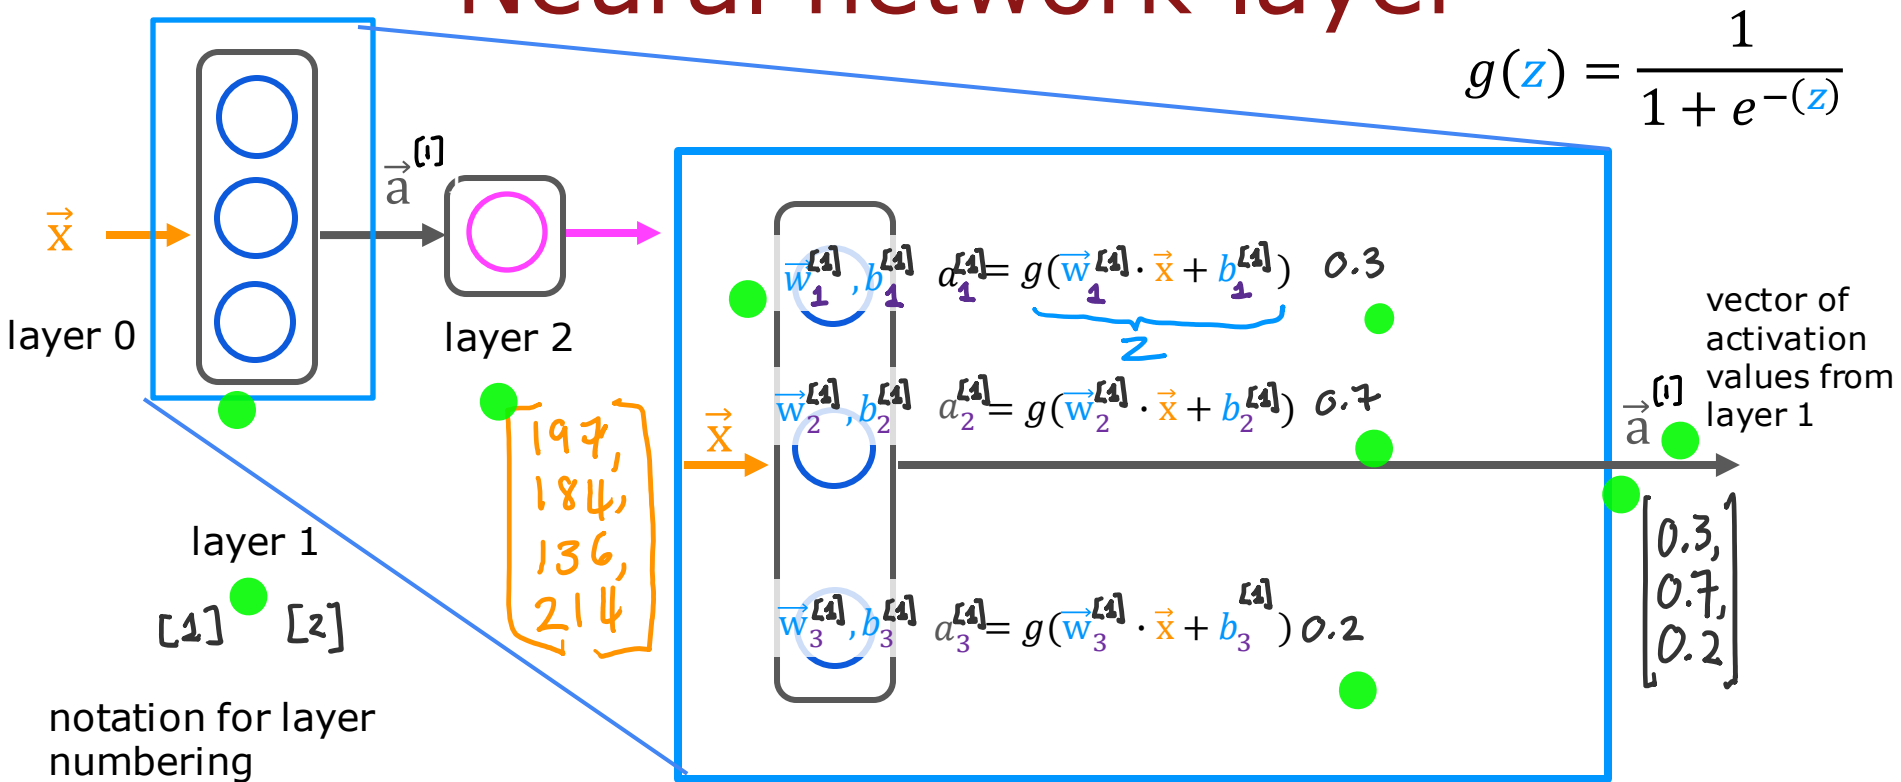 Neural network layer
g(z) = 1 / (1 + e^−(z))
x⃗
a⃗^[1]
layer 0
layer 2
layer 1
[1] [2]
notation for layer
numbering
[197,
184,
136,
214]
x⃗
w⃗₁^[1], b₁^[1] a₁^[1] = g(w⃗₁^[1] · x⃗ + b₁^[1]) 0.3
z
w⃗₂^[1], b₂^[1] a₂^[1] = g(w⃗₂^[1] · x⃗ + b₂^[1]) 0.7
w⃗₃^[1], b₃^[1] a₃^[1] = g(w⃗₃^[1] · x⃗ + b₃^[1]) 0.2
vector of
activation
values from
layer 1
a⃗^[1]
[0.3,
0.7,
0.2]